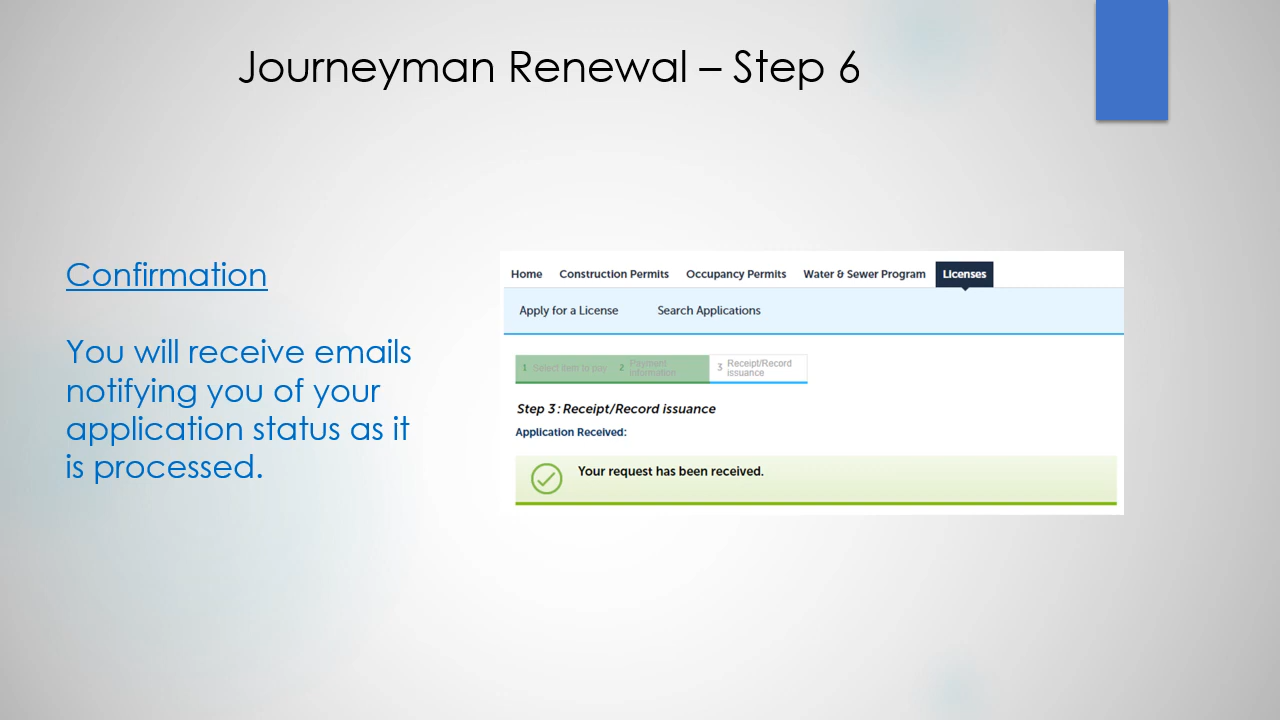 Journeyman Renewal – Step 6
Confirmation
You will receive emails
notifying you of your
application status as it
is processed.
Home Construction Permits Occupancy Permits Water & Sewer Program Licenses
Apply for a License Search Applications
1 Select item to pay 2 Payment information 3 Receipt/Record issuance
Step 3: Receipt/Record issuance
Application Received:
Your request has been received.